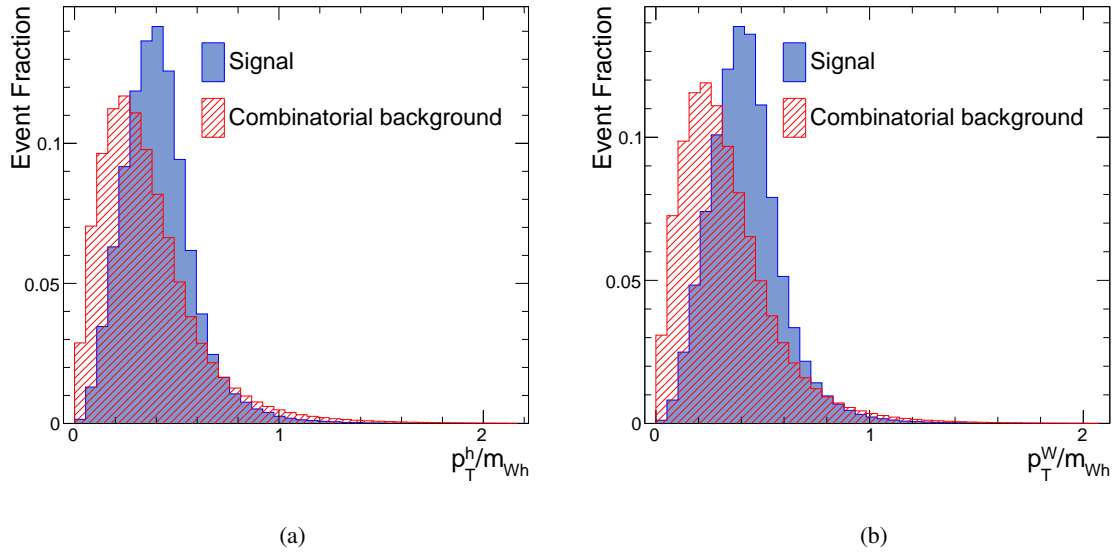 Event Fraction
0.1
0.05
0
Signal
Combinatorial background
0 1 2
p_T^h/m_Wh
(a)
Event Fraction
0.1
0.05
0
Signal
Combinatorial background
0 1 2
p_T^W/m_Wh
(b)